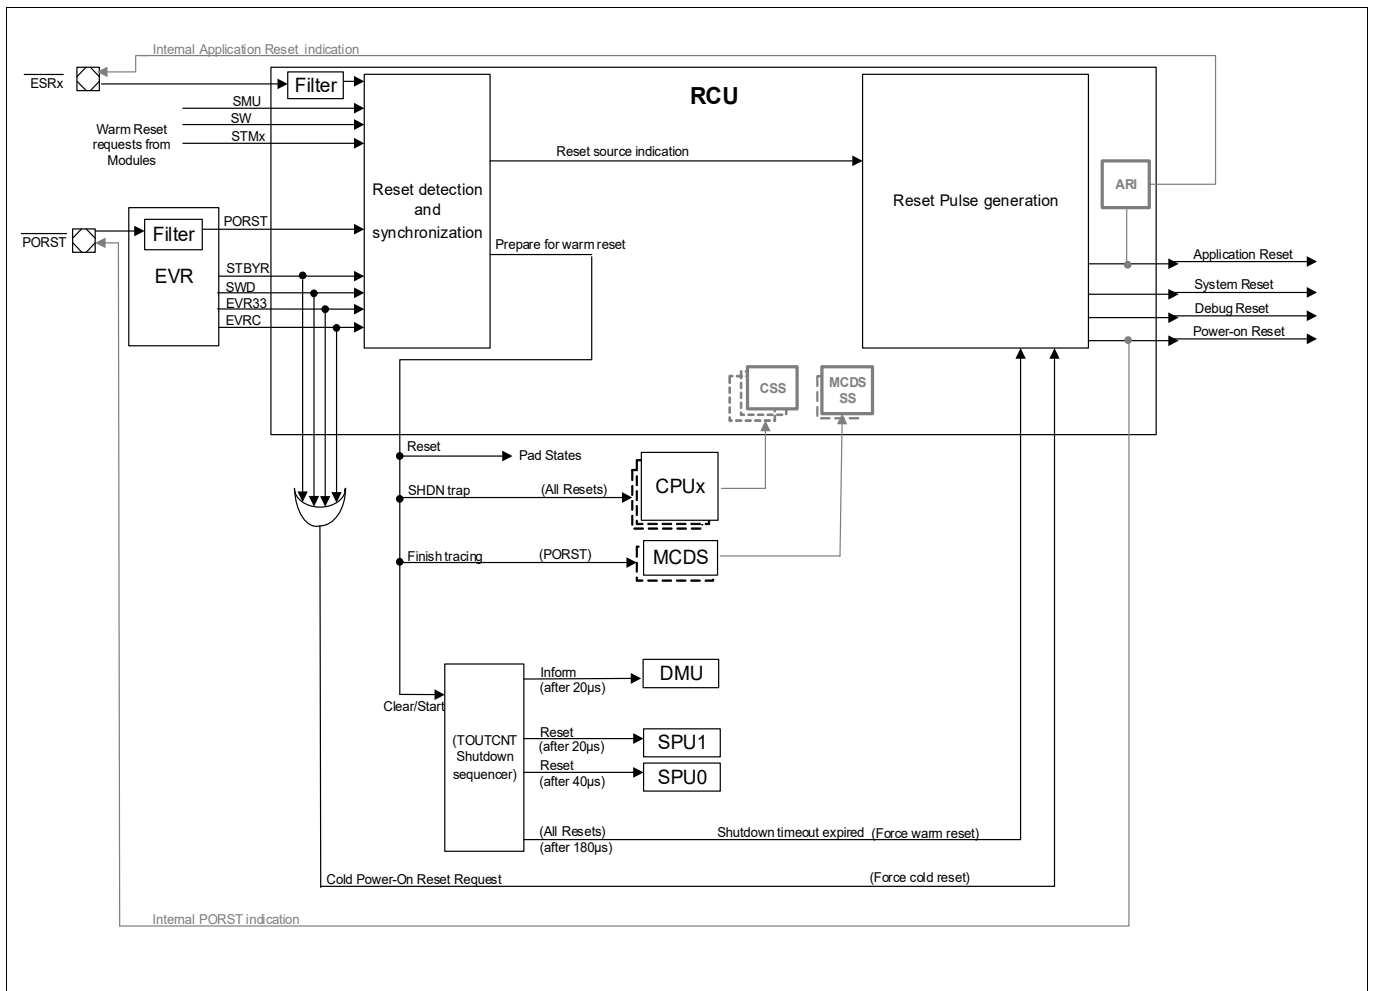 Internal Application Reset indication
ESRx
Filter
RCU
SMU
SW
STMx
Warm Reset
requests from
Modules
Reset source indication
ARI
Reset detection
and
synchronization
Reset Pulse generation
PORST
Filter
PORST
EVR
Prepare for warm reset
STBYR
SWD
EVR33
EVRC
Application Reset
System Reset
Debug Reset
Power-on Reset
CSS
MCDS
SS
Reset
Pad States
SHDN trap
(All Resets)
CPUx
Finish tracing
(PORST)
MCDS
Clear/Start
(TOUTCNT
Shutdown
sequencer)
Inform
(after 20µs)
DMU
Reset
(after 20µs)
SPU1
Reset
(after 40µs)
SPU0
(All Resets)
(after 180µs)
Shutdown timeout expired (Force warm reset)
Cold Power-On Reset Request
(Force cold reset)
Internal PORST indication